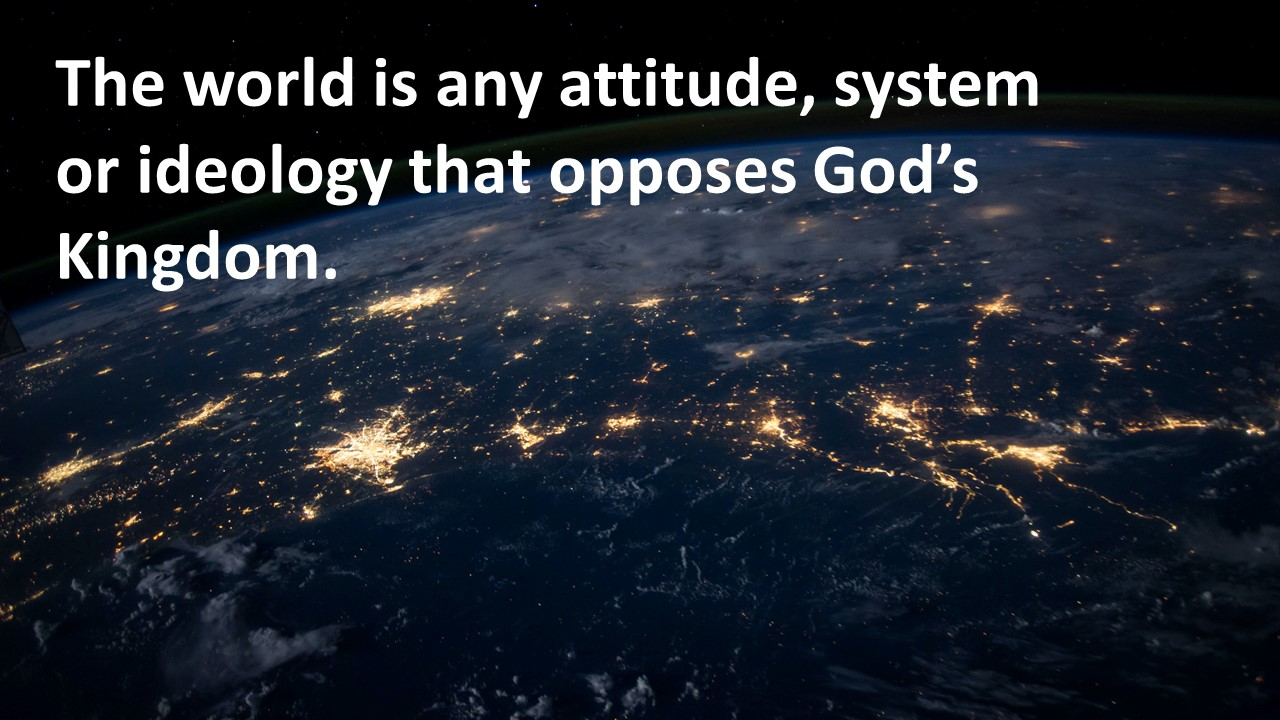 The world is any attitude, system
or ideology that opposes God’s
Kingdom.